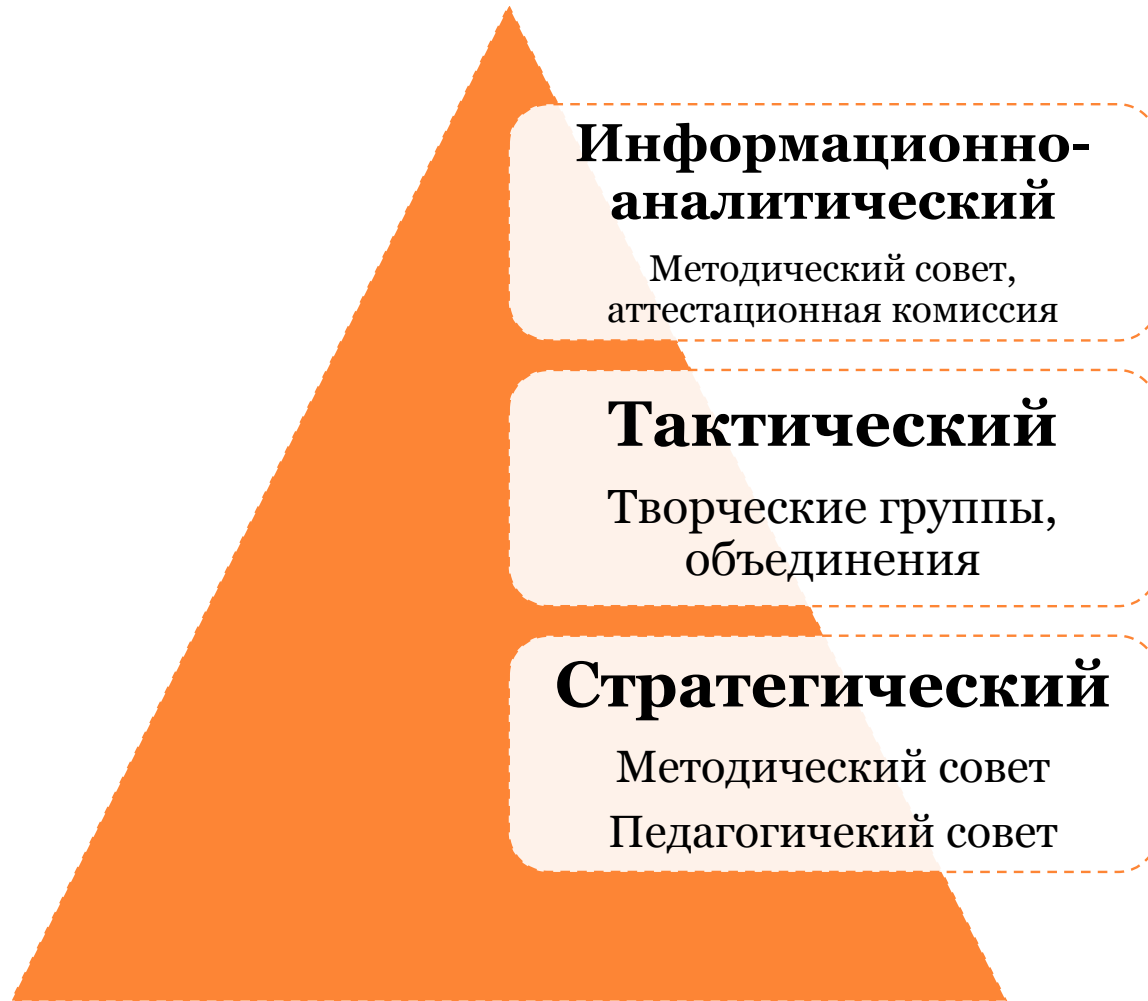 Информационно-
аналитический
Методический совет,
аттестационная комиссия
Тактический
Творческие группы,
объединения
Стратегический
Методический совет
Педагогичекий совет